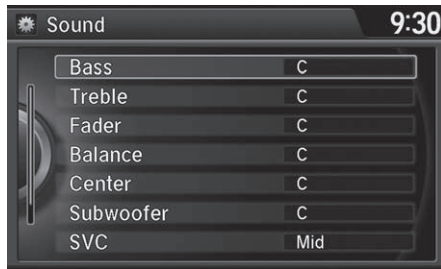 Sound 9:30
Bass C
Treble C
Fader C
Balance C
Center C
Subwoofer C
SVC Mid